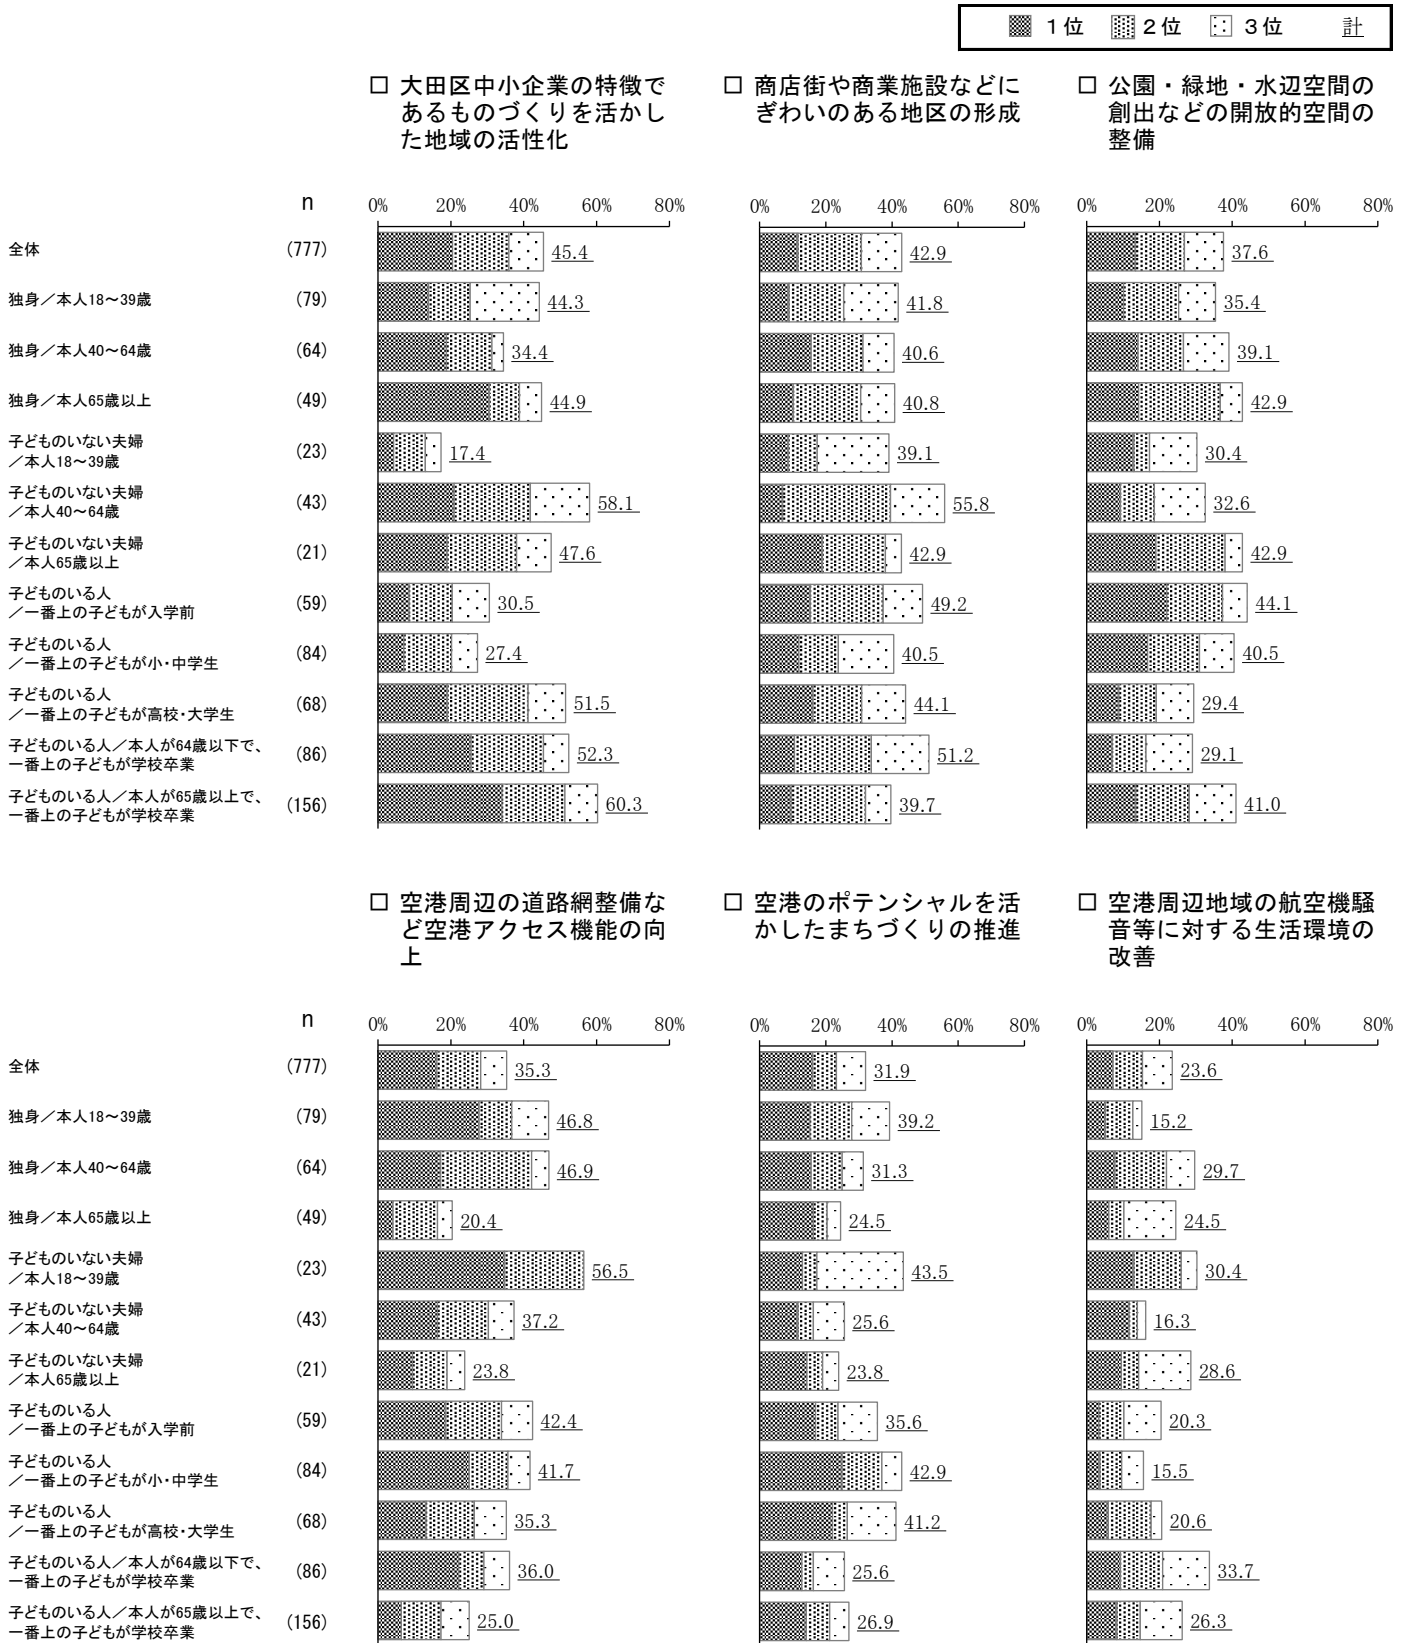 1位 2位 3位 計
□ 大田区中小企業の特徴で
あるものづくりを活かし
た地域の活性化
□ 商店街や商業施設などに
ぎわいのある地区の形成
□ 公園・緑地・水辺空間の
創出などの開放的空間の
整備
n
0% 20% 40% 60% 80% 0% 20% 40% 60% 80% 0% 20% 40% 60% 80%
全体 (777) 45.4 42.9 37.6
独身／本人18～39歳 (79) 44.3 41.8 35.4
独身／本人40～64歳 (64) 34.4 40.6 39.1
独身／本人65歳以上 (49) 44.9 40.8 42.9
子どものいない夫婦
／本人18～39歳 (23) 17.4 39.1 30.4
子どものいない夫婦
／本人40～64歳 (43) 58.1 55.8 32.6
子どものいない夫婦
／本人65歳以上 (21) 47.6 42.9 42.9
子どものいる人
／一番上の子どもが入学前 (59) 30.5 49.2 44.1
子どものいる人
／一番上の子どもが小・中学生 (84) 27.4 40.5 40.5
子どものいる人
／一番上の子どもが高校・大学生 (68) 51.5 44.1 29.4
子どものいる人／本人が64歳以下で、
一番上の子どもが学校卒業 (86) 52.3 51.2 29.1
子どものいる人／本人が65歳以上で、
一番上の子どもが学校卒業 (156) 60.3 39.7 41.0
□ 空港周辺の道路網整備な
ど空港アクセス機能の向
上
□ 空港のポテンシャルを活
かしたまちづくりの推進
□ 空港周辺地域の航空機騒
音等に対する生活環境の
改善
n
0% 20% 40% 60% 80% 0% 20% 40% 60% 80% 0% 20% 40% 60% 80%
全体 (777) 35.3 31.9 23.6
独身／本人18～39歳 (79) 46.8 39.2 15.2
独身／本人40～64歳 (64) 46.9 31.3 29.7
独身／本人65歳以上 (49) 20.4 24.5 24.5
子どものいない夫婦
／本人18～39歳 (23) 56.5 43.5 30.4
子どものいない夫婦
／本人40～64歳 (43) 37.2 25.6 16.3
子どものいない夫婦
／本人65歳以上 (21) 23.8 23.8 28.6
子どものいる人
／一番上の子どもが入学前 (59) 42.4 35.6 20.3
子どものいる人
／一番上の子どもが小・中学生 (84) 41.7 42.9 15.5
子どものいる人
／一番上の子どもが高校・大学生 (68) 35.3 41.2 20.6
子どものいる人／本人が64歳以下で、
一番上の子どもが学校卒業 (86) 36.0 25.6 33.7
子どものいる人／本人が65歳以上で、
一番上の子どもが学校卒業 (156) 25.0 26.9 26.3